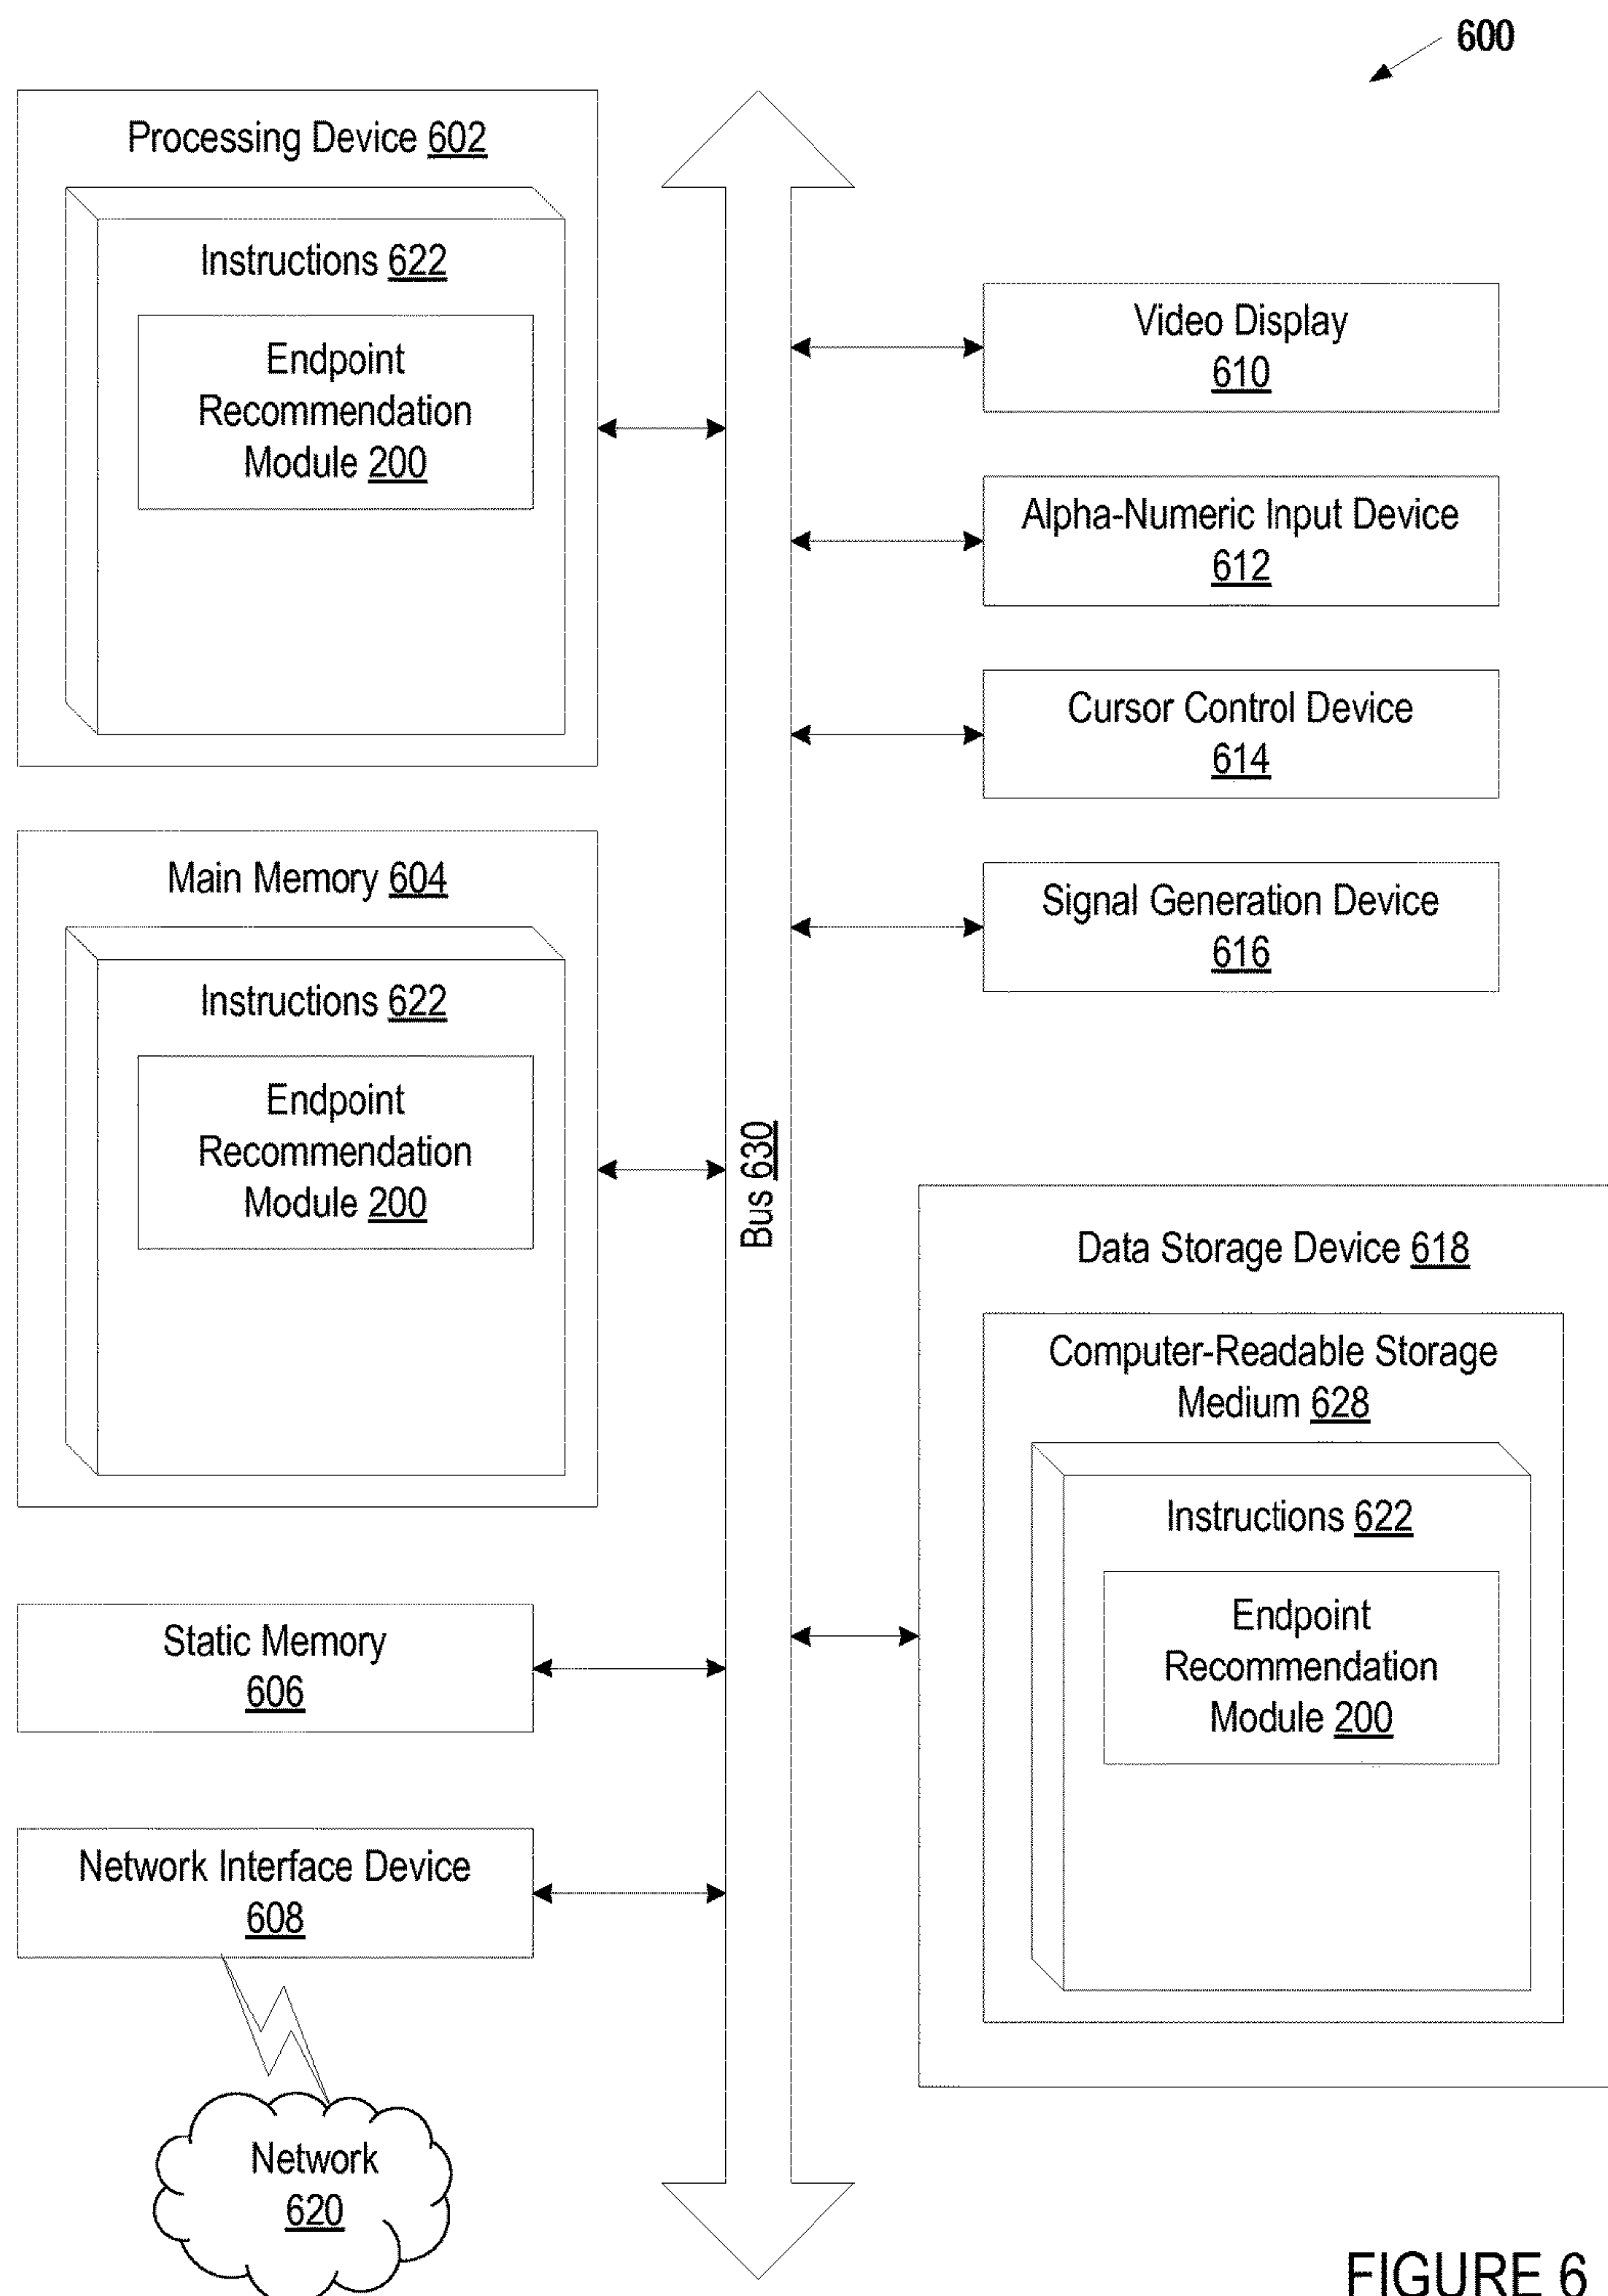 600
Processing Device 602
Instructions 622
Endpoint
Recommendation
Module 200
Main Memory 604
Instructions 622
Endpoint
Recommendation
Module 200
Static Memory
606
Network Interface Device
608
Network
620
Bus 630
Video Display
610
Alpha-Numeric Input Device
612
Cursor Control Device
614
Signal Generation Device
616
Data Storage Device 618
Computer-Readable Storage
Medium 628
Instructions 622
Endpoint
Recommendation
Module 200
FIGURE 6